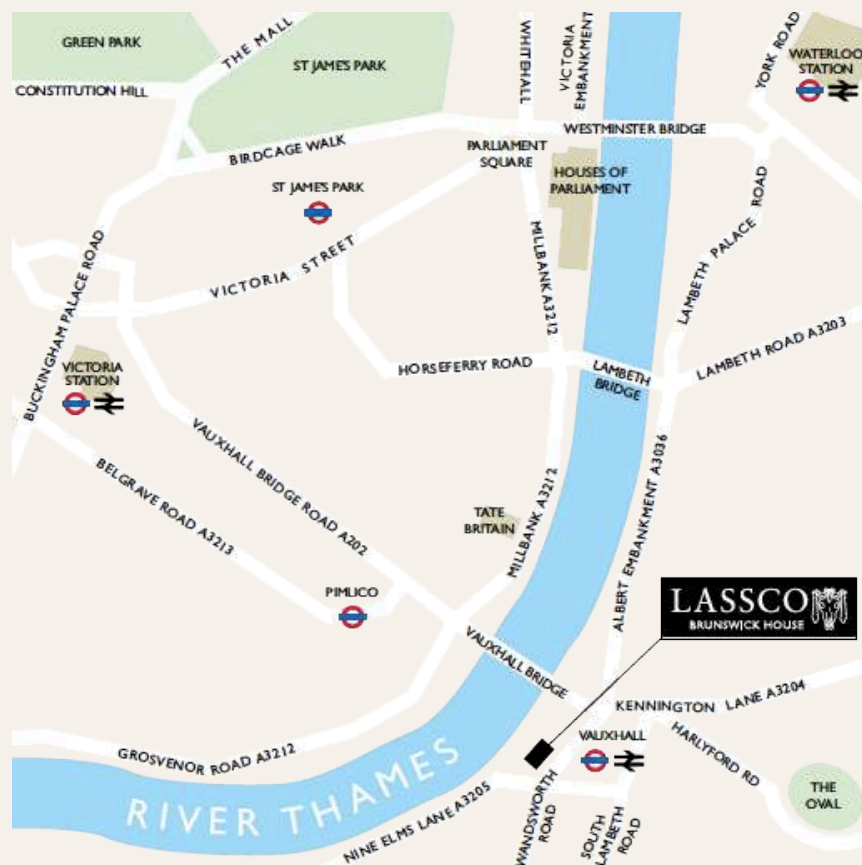 GREEN PARK
THE MALL
ST JAME'S PARK
WHITEHALL
VICTORIA
EMBANKMENT
YORK ROAD
WATERLOO
STATION
CONSTITUTION HILL
BIRDCAGE WALK
WESTMINSTER BRIDGE
PARLIAMENT
SQUARE
HOUSES OF
PARLIAMENT
ST JAME'S PARK
LAMBETH PALACE ROAD
BUCKINGHAM PALACE ROAD
VICTORIA STREET
MILLBANK A3212
LAMBETH ROAD A3203
VICTORIA
STATION
HORSEFERRY ROAD
LAMBETH
BRIDGE
VAUXHALL BRIDGE ROAD A202
BELGRAVE ROAD A3213
TATE
BRITAIN
MILLBANK A3212
ALBERT EMBANKMENT A3036
PIMLICO
LASSCO
BRUNSWICK HOUSE
VAUXHALL BRIDGE
KENNINGTON LANE A3204
HARLYFORD RD
VAUXHALL
GROSVENOR ROAD A3212
RIVER THAMES
NINE ELMS LANE A3205
WANDSWORTH
ROAD
SOUTH
LAMBETH
ROAD
THE
OVAL